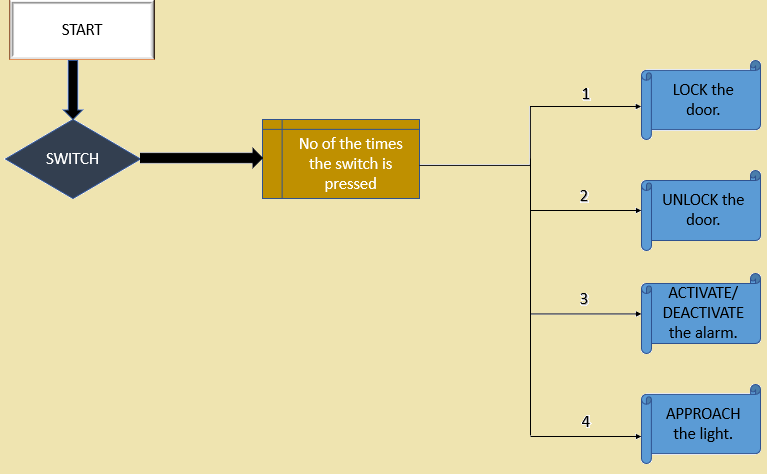 START
SWITCH
No of the times
the switch is
pressed
1
LOCK the
door.
2
UNLOCK the
door.
3
ACTIVATE/
DEACTIVATE
the alarm.
4
APPROACH
the light.